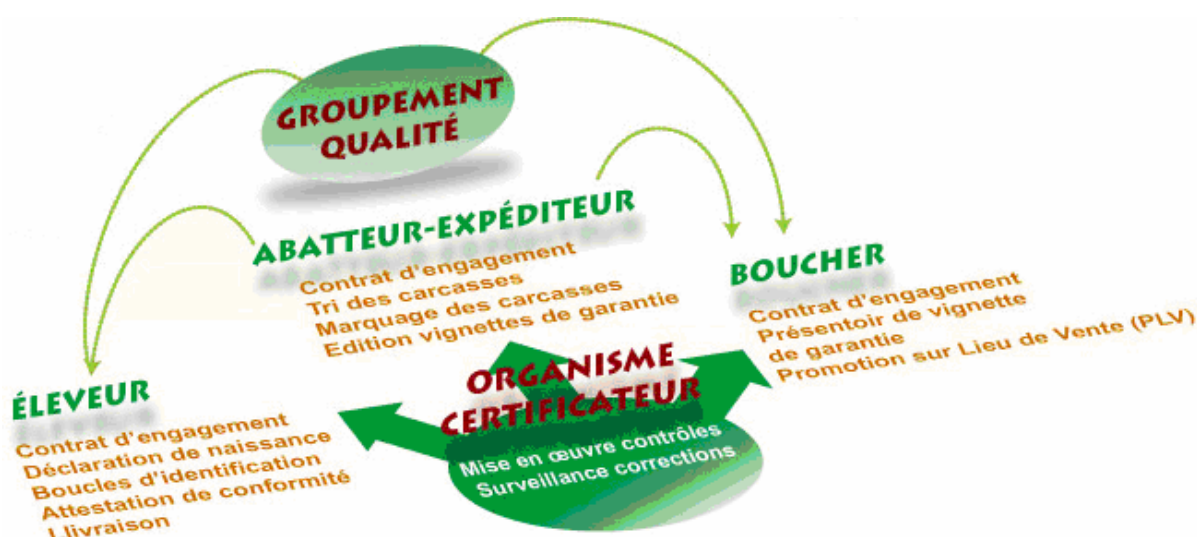 GROUPEMENT
QUALITÉ
ABATTEUR-EXPÉDITEUR
Contrat d'engagement
Tri des carcasses
Marquage des carcasses
Edition vignettes de garantie
BOUCHER
Contrat d'engagement
Présentoir de vignette
de garantie
Promotion sur Lieu de Vente (PLV)
ÉLEVEUR
Contrat d'engagement
Déclaration de naissance
Boucles d'identification
Attestation de conformité
Llivraison
ORGANISME
CERTIFICATEUR
Mise en œuvre contrôles
Surveillance corrections